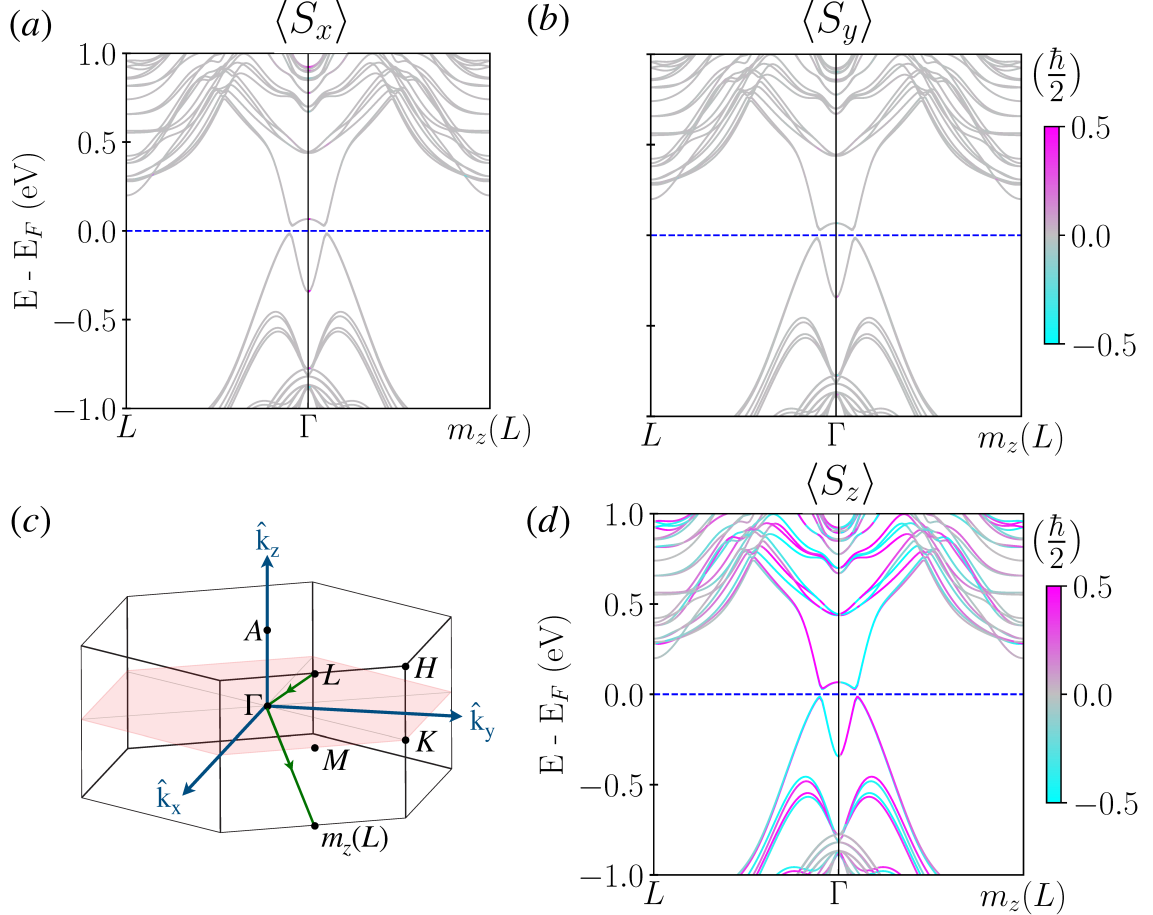 (a)
⟨S_x⟩
1.0
0.5
0.0
−0.5
−1.0
E - E_F (eV)
L
Γ
m_z(L)
(b)
⟨S_y⟩
L
Γ
m_z(L)
(ħ/2)
0.5
0.0
−0.5
(c)
k̂_z
A
L
H
Γ
k̂_y
K
M
k̂_x
m_z(L)
(d)
⟨S_z⟩
1.0
0.5
0.0
−0.5
−1.0
E - E_F (eV)
L
Γ
m_z(L)
(ħ/2)
0.5
0.0
−0.5